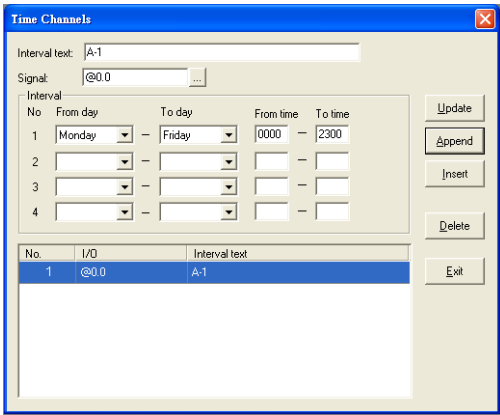 Time Channels
Interval text: A-1
Signal: @0.0 ...
Interval
No From day To day From time To time
1 Monday – Friday 0000 – 2300
2 – –
3 – –
4 – –
Update
Append
Insert
Delete
Exit
No. I/O Interval text
1 @0.0 A-1